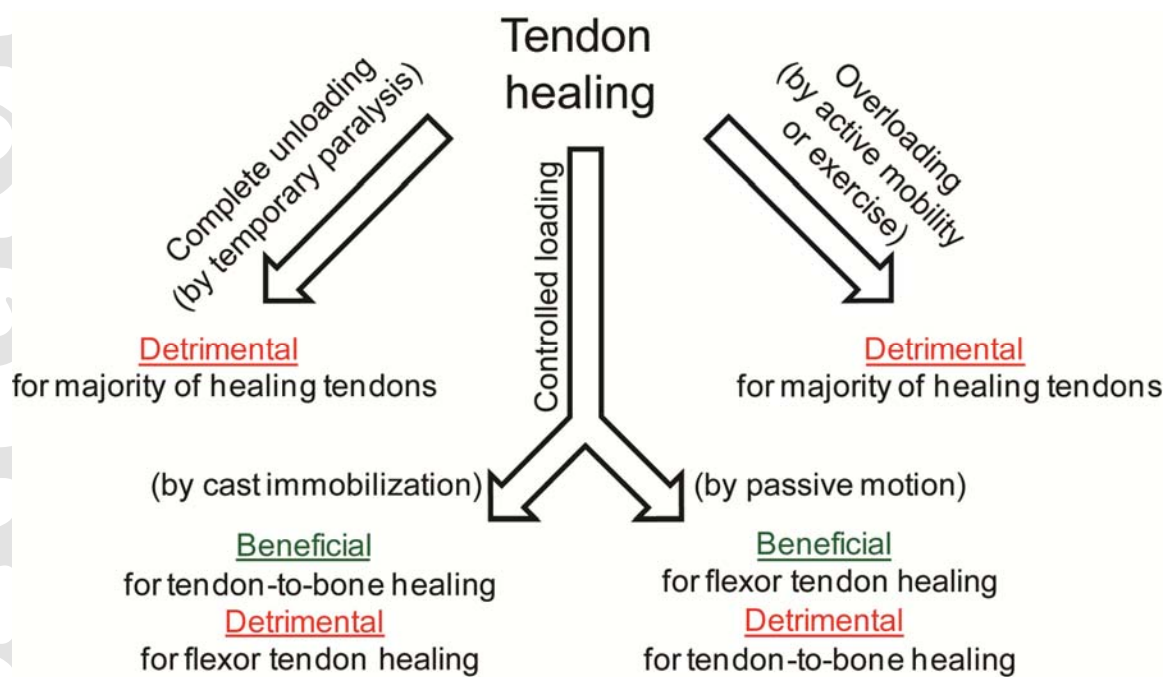 Tendon
healing
Complete unloading
(by temporary paralysis)
Controlled loading
Overloading
(by active mobility
or exercise)
Detrimental
for majority of healing tendons
Detrimental
for majority of healing tendons
(by cast immobilization)
Beneficial
for tendon-to-bone healing
Detrimental
for flexor tendon healing
(by passive motion)
Beneficial
for flexor tendon healing
Detrimental
for tendon-to-bone healing